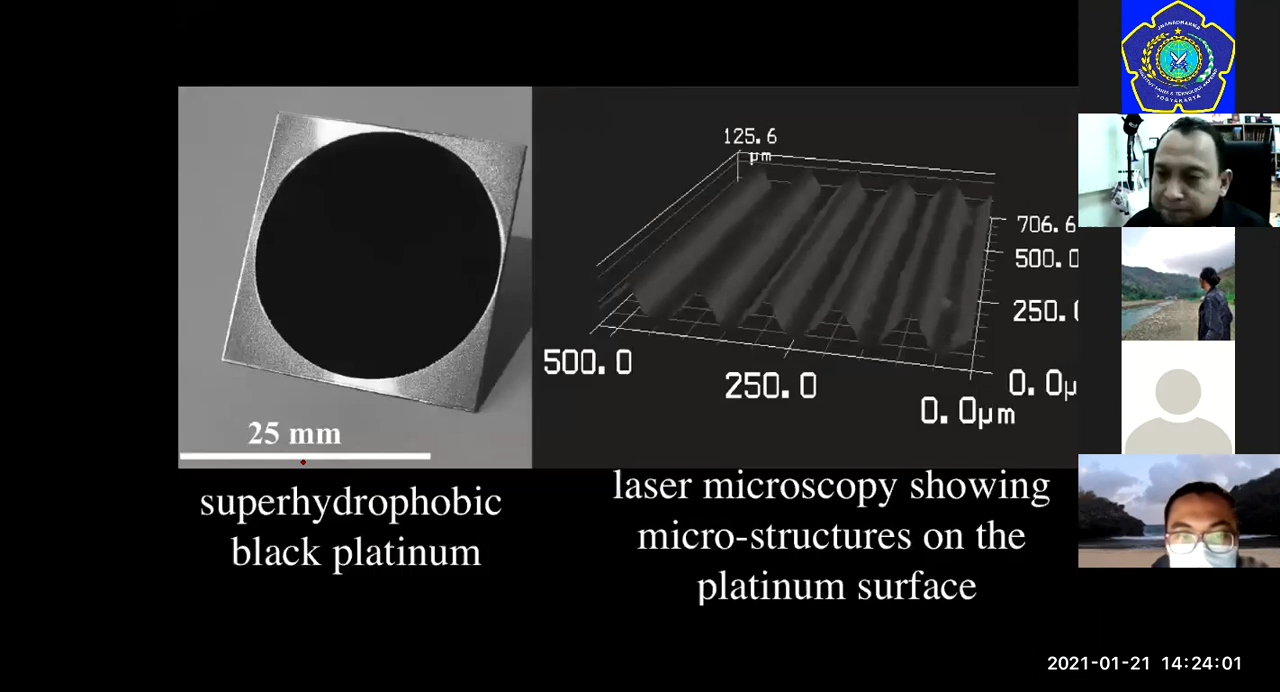 125.6
µm
706.6
500.0
250.
0.0µ
500.0
250.0
0.0µm
25 mm
superhydrophobic
black platinum
laser microscopy showing
micro-structures on the
platinum surface
YOGYAKARTA
2021-01-21 14:24:01